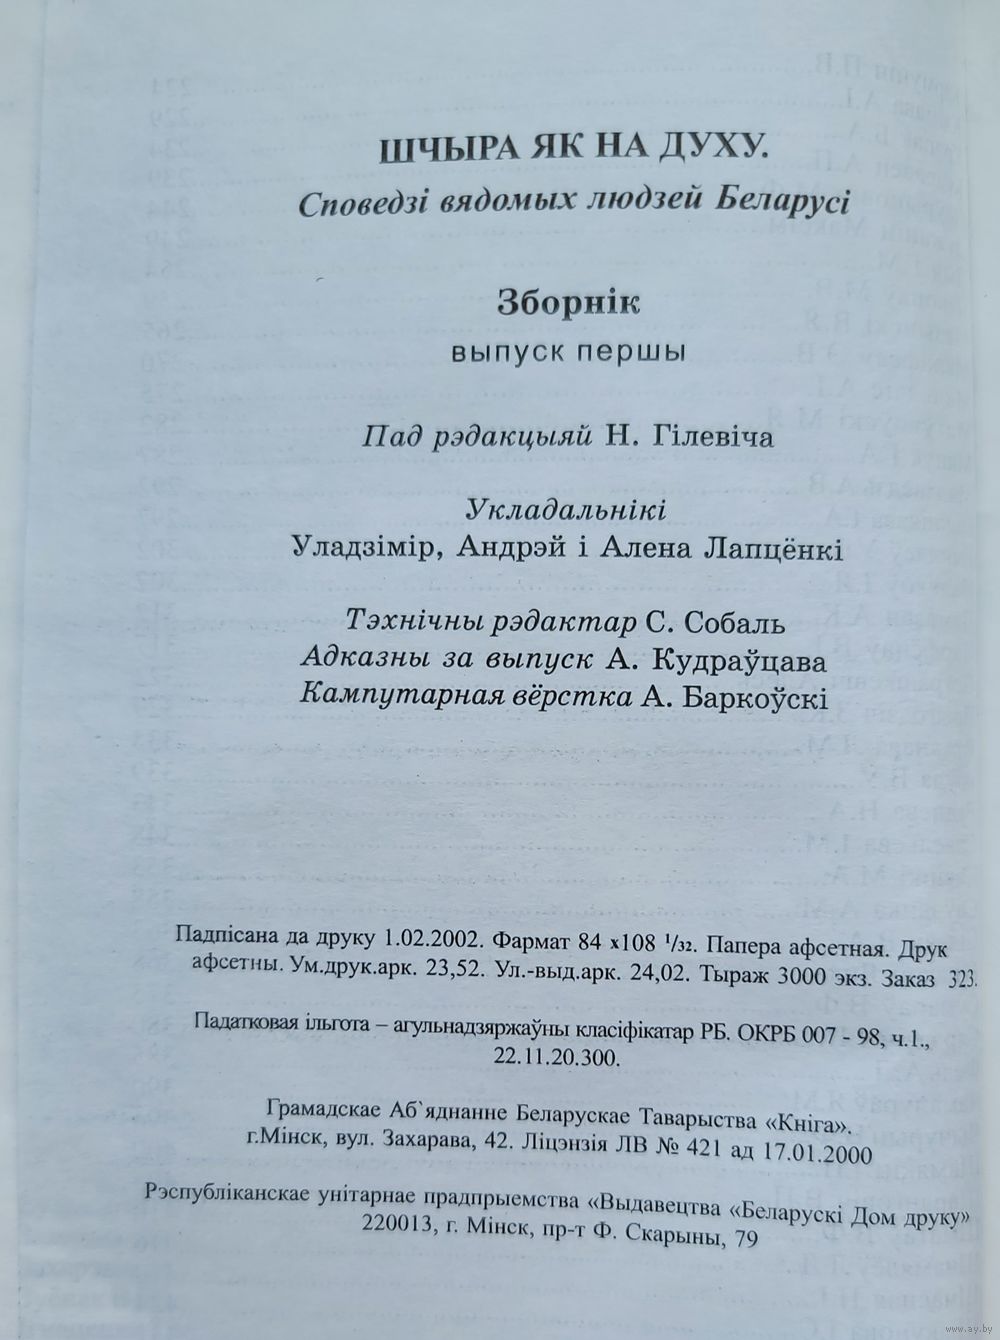 ШЧЫРА ЯК НА ДУХУ.
Споведзі вядомых людзей Беларусі
Зборнік
выпуск першы
Пад рэдакцыяй Н. Гілевіча
Укладальнікі
Уладзімір, Андрэй і Алена Лапцёнкі
Тэхнічны рэдактар С. Собаль
Адказны за выпуск А. Кудраўцава
Кампутарная вёрстка А. Баркоўскі
Падпісана да друку 1.02.2002. Фармат 84 х108 1/32. Папера афсетная. Друк
афсетны. Ум.друк.арк. 23,52. Ул.-выд.арк. 24,02. Тыраж 3000 экз. Заказ 323.
Падатковая ільгота – агульнадзяржаўны класіфікатар РБ. ОКРБ 007 - 98, ч.1.,
22.11.20.300.
Грамадскае Аб`яднанне Беларускае Таварыства «Кніга».
г.Мінск, вул. Захарава, 42. Ліцэнзія ЛВ № 421 ад 17.01.2000
Рэспубліканскае унітарнае прадпрыемства «Выдавецтва «Беларускі Дом друку»
220013, г. Мінск, пр-т Ф. Скарыны, 79
www.ay.by